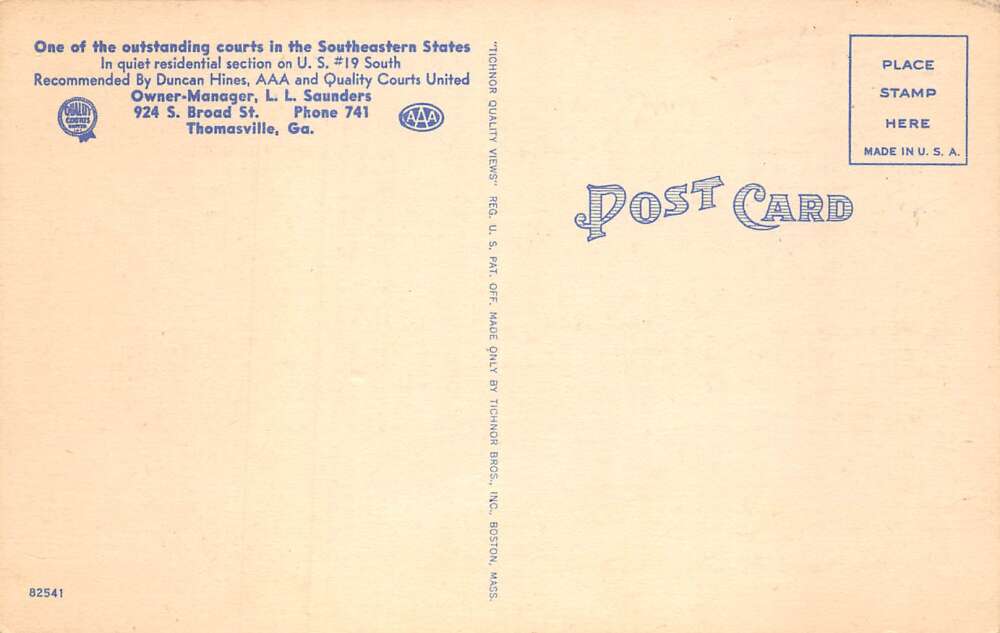 One of the outstanding courts in the Southeastern States
In quiet residential section on U. S. #19 South
Recommended By Duncan Hines, AAA and Quality Courts United
Owner-Manager, L. L. Saunders
924 S. Broad St. Phone 741
Thomasville, Ga.
QUALITY
COURTS
UNITED
AAA
82541
"TICHNOR QUALITY VIEWS" REG. U. S. PAT. OFF. MADE ONLY BY TICHNOR BROS., INC., BOSTON, MASS.
POST CARD
PLACE
STAMP
HERE
MADE IN U. S. A.